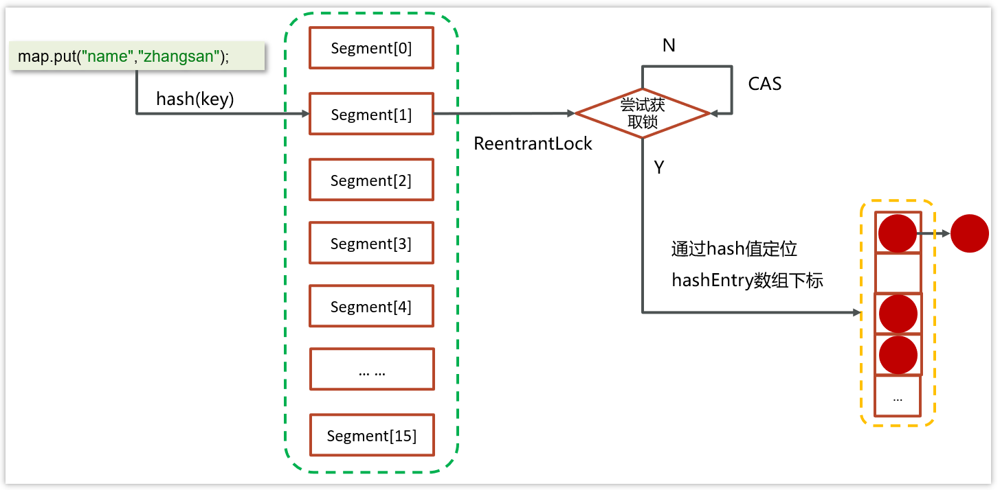 map.put("name","zhangsan");
hash(key)
Segment[0]
Segment[1]
Segment[2]
Segment[3]
Segment[4]
... ...
Segment[15]
ReentrantLock
尝试获
取锁
N
CAS
Y
通过hash值定位
hashEntry数组下标
...